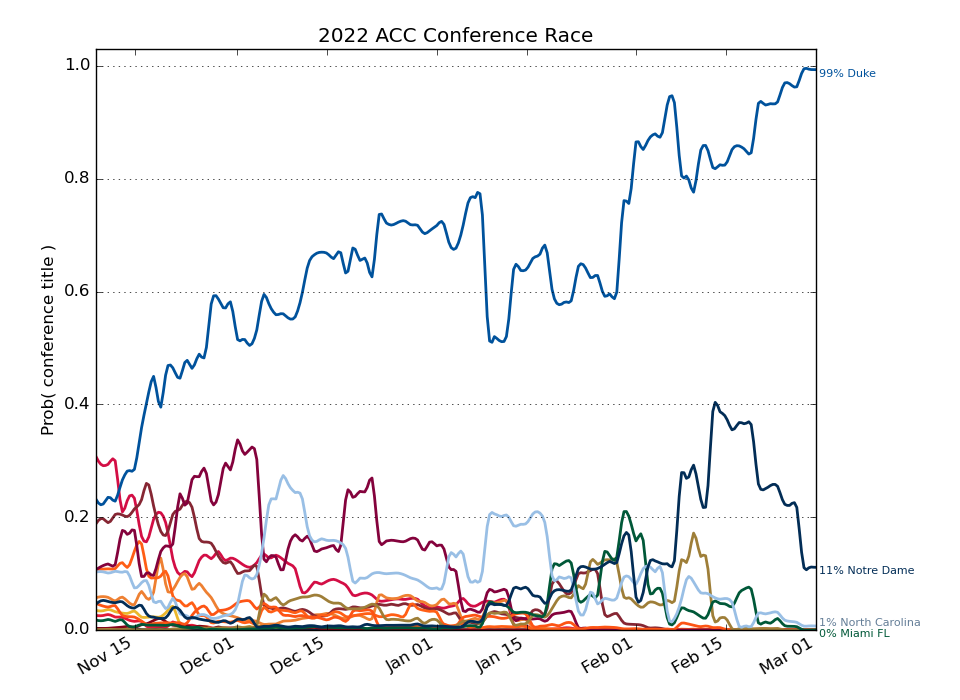 2022 ACC Conference Race
Prob( conference title )
1.0
0.8
0.6
0.4
0.2
0.0
Nov 15
Dec 01
Dec 15
Jan 01
Jan 15
Feb 01
Feb 15
Mar 01
99% Duke
11% Notre Dame
1% North Carolina
0% Miami FL